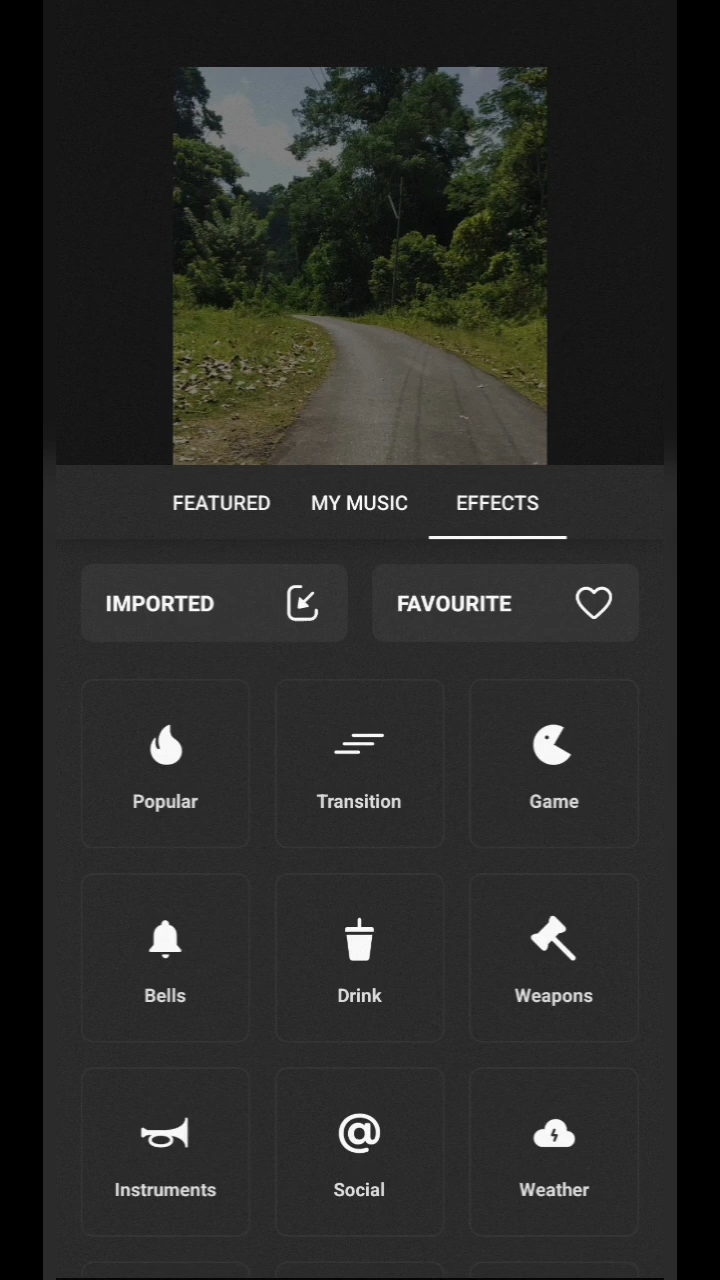 FEATURED MY MUSIC EFFECTS
IMPORTED FAVOURITE
Popular Transition Game
Bells Drink Weapons
Instruments Social Weather